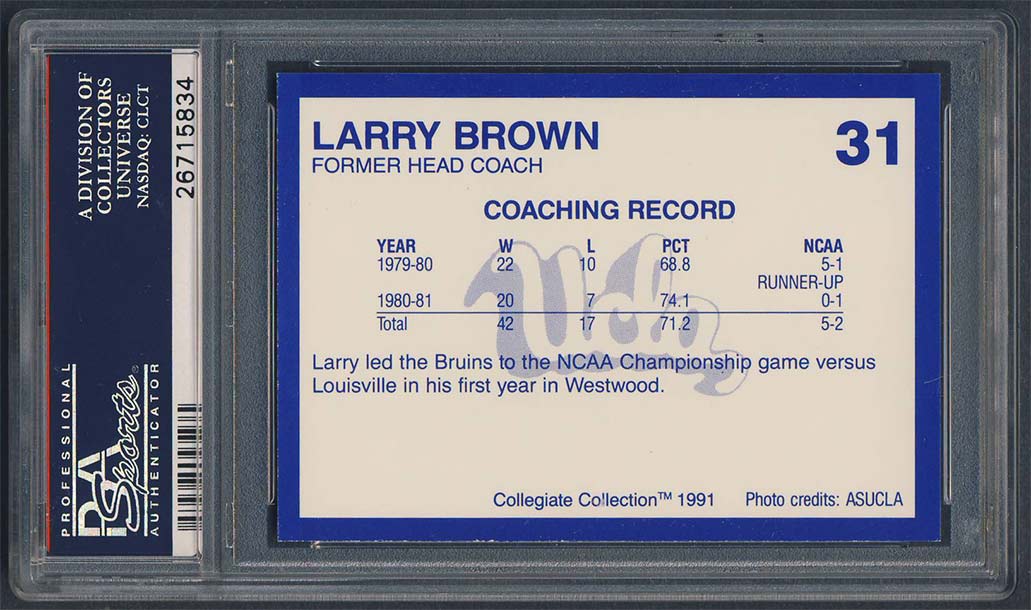 A DIVISION OF
COLLECTORS
UNIVERSE
NASDAQ: CLCT
26715834
PROFESSIONAL
PSA
Sports
AUTHENTICATOR
LARRY BROWN
31
FORMER HEAD COACH
COACHING RECORD
YEAR W L PCT NCAA
1979-80 22 10 68.8 5-1
RUNNER-UP
1980-81 20 7 74.1 0-1
Total 42 17 71.2 5-2
Ucla
Larry led the Bruins to the NCAA Championship game versus
Louisville in his first year in Westwood.
Collegiate Collection™ 1991 Photo credits: ASUCLA